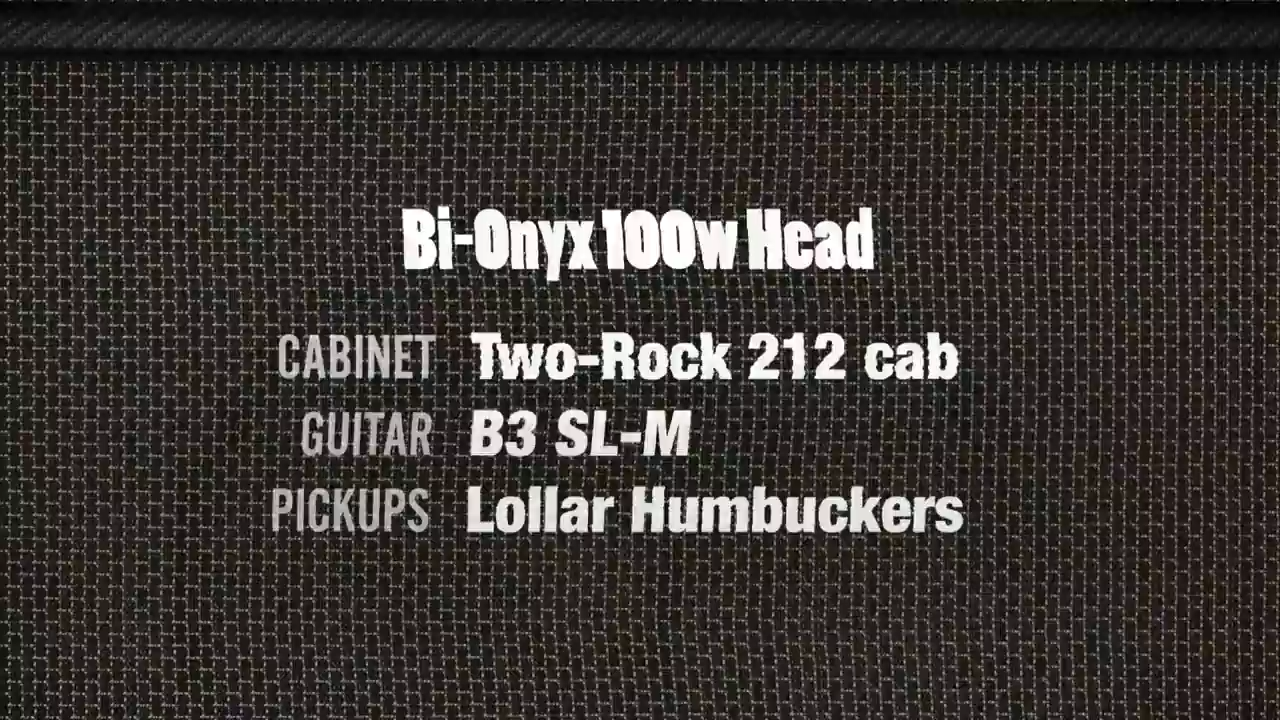 Bi-Onyx 100w Head
CABINET Two-Rock 212 cab
GUITAR B3 SL-M
PICKUPS Lollar Humbuckers